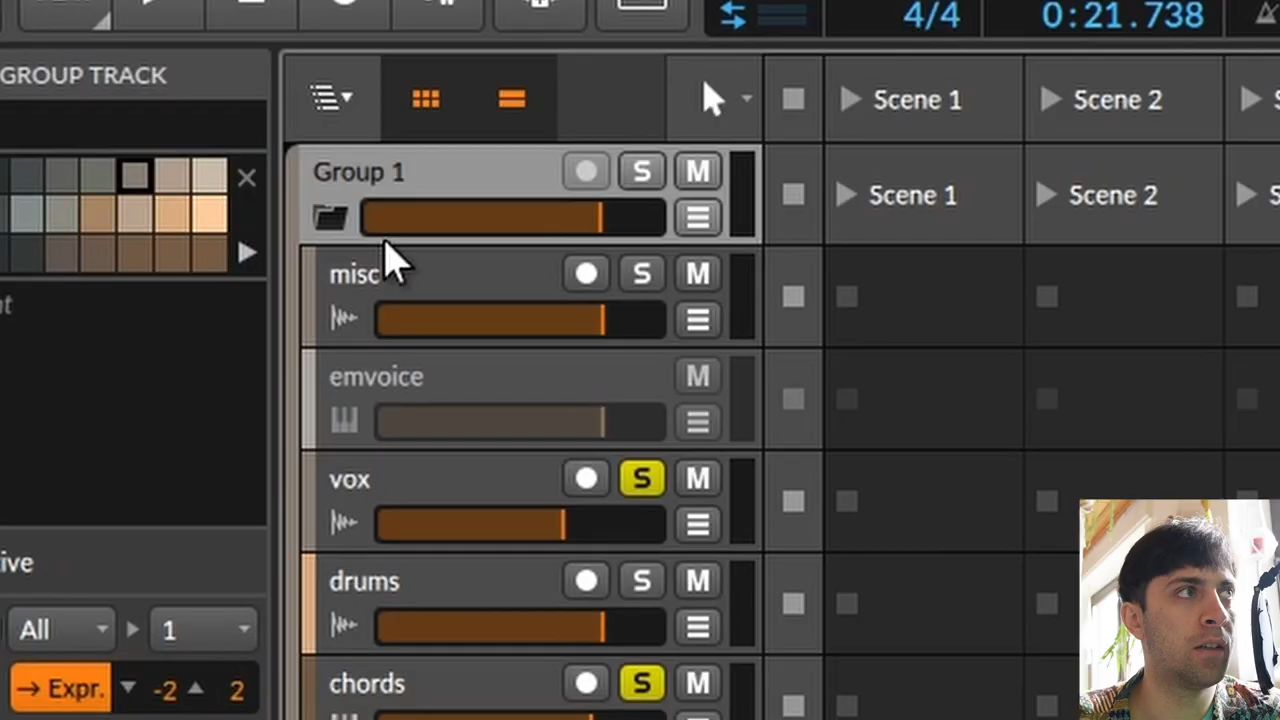 4/4 0:21.738
GROUP TRACK
Scene 1 Scene 2
Group 1 S M
Scene 1 Scene 2
misc S M
emvoice M
vox S M
drums S M
All 1
chords S M
→ Expr. -2 2